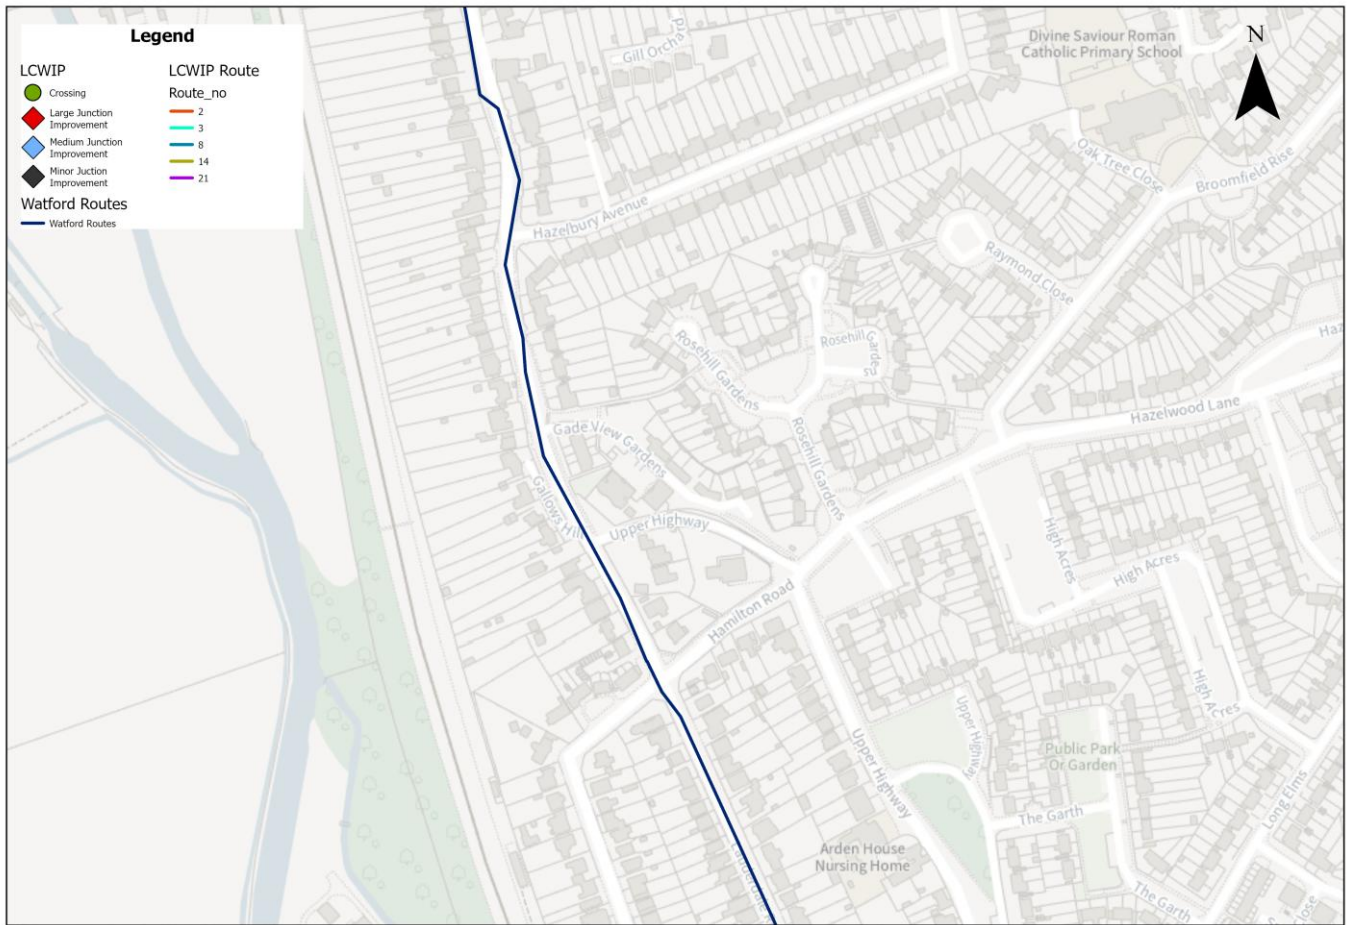 Legend
LCWIP
Crossing
Large Junction
Improvement
Medium Junction
Improvement
Minor Juction
Improvement
Watford Routes
Watford Routes
LCWIP Route
Route_no
2
3
8
14
21
N
Gill Orchard
Divine Saviour Roman
Catholic Primary School
Oak Tree Close
Broomfield Rise
Hazelbury Avenue
Raymond Close
Rosehill Gardens
Rosehill Gardens
Rosehill Gardens
Hazelwood Lane
Gade View Gardens
Gallows Hill
Upper Highway
Hamilton Road
High Acres
High Acres
High Acres
Upper Highway
Upper Highway
Public Park
Or Garden
The Garth
The Garth
Long Elms
Arden House
Nursing Home